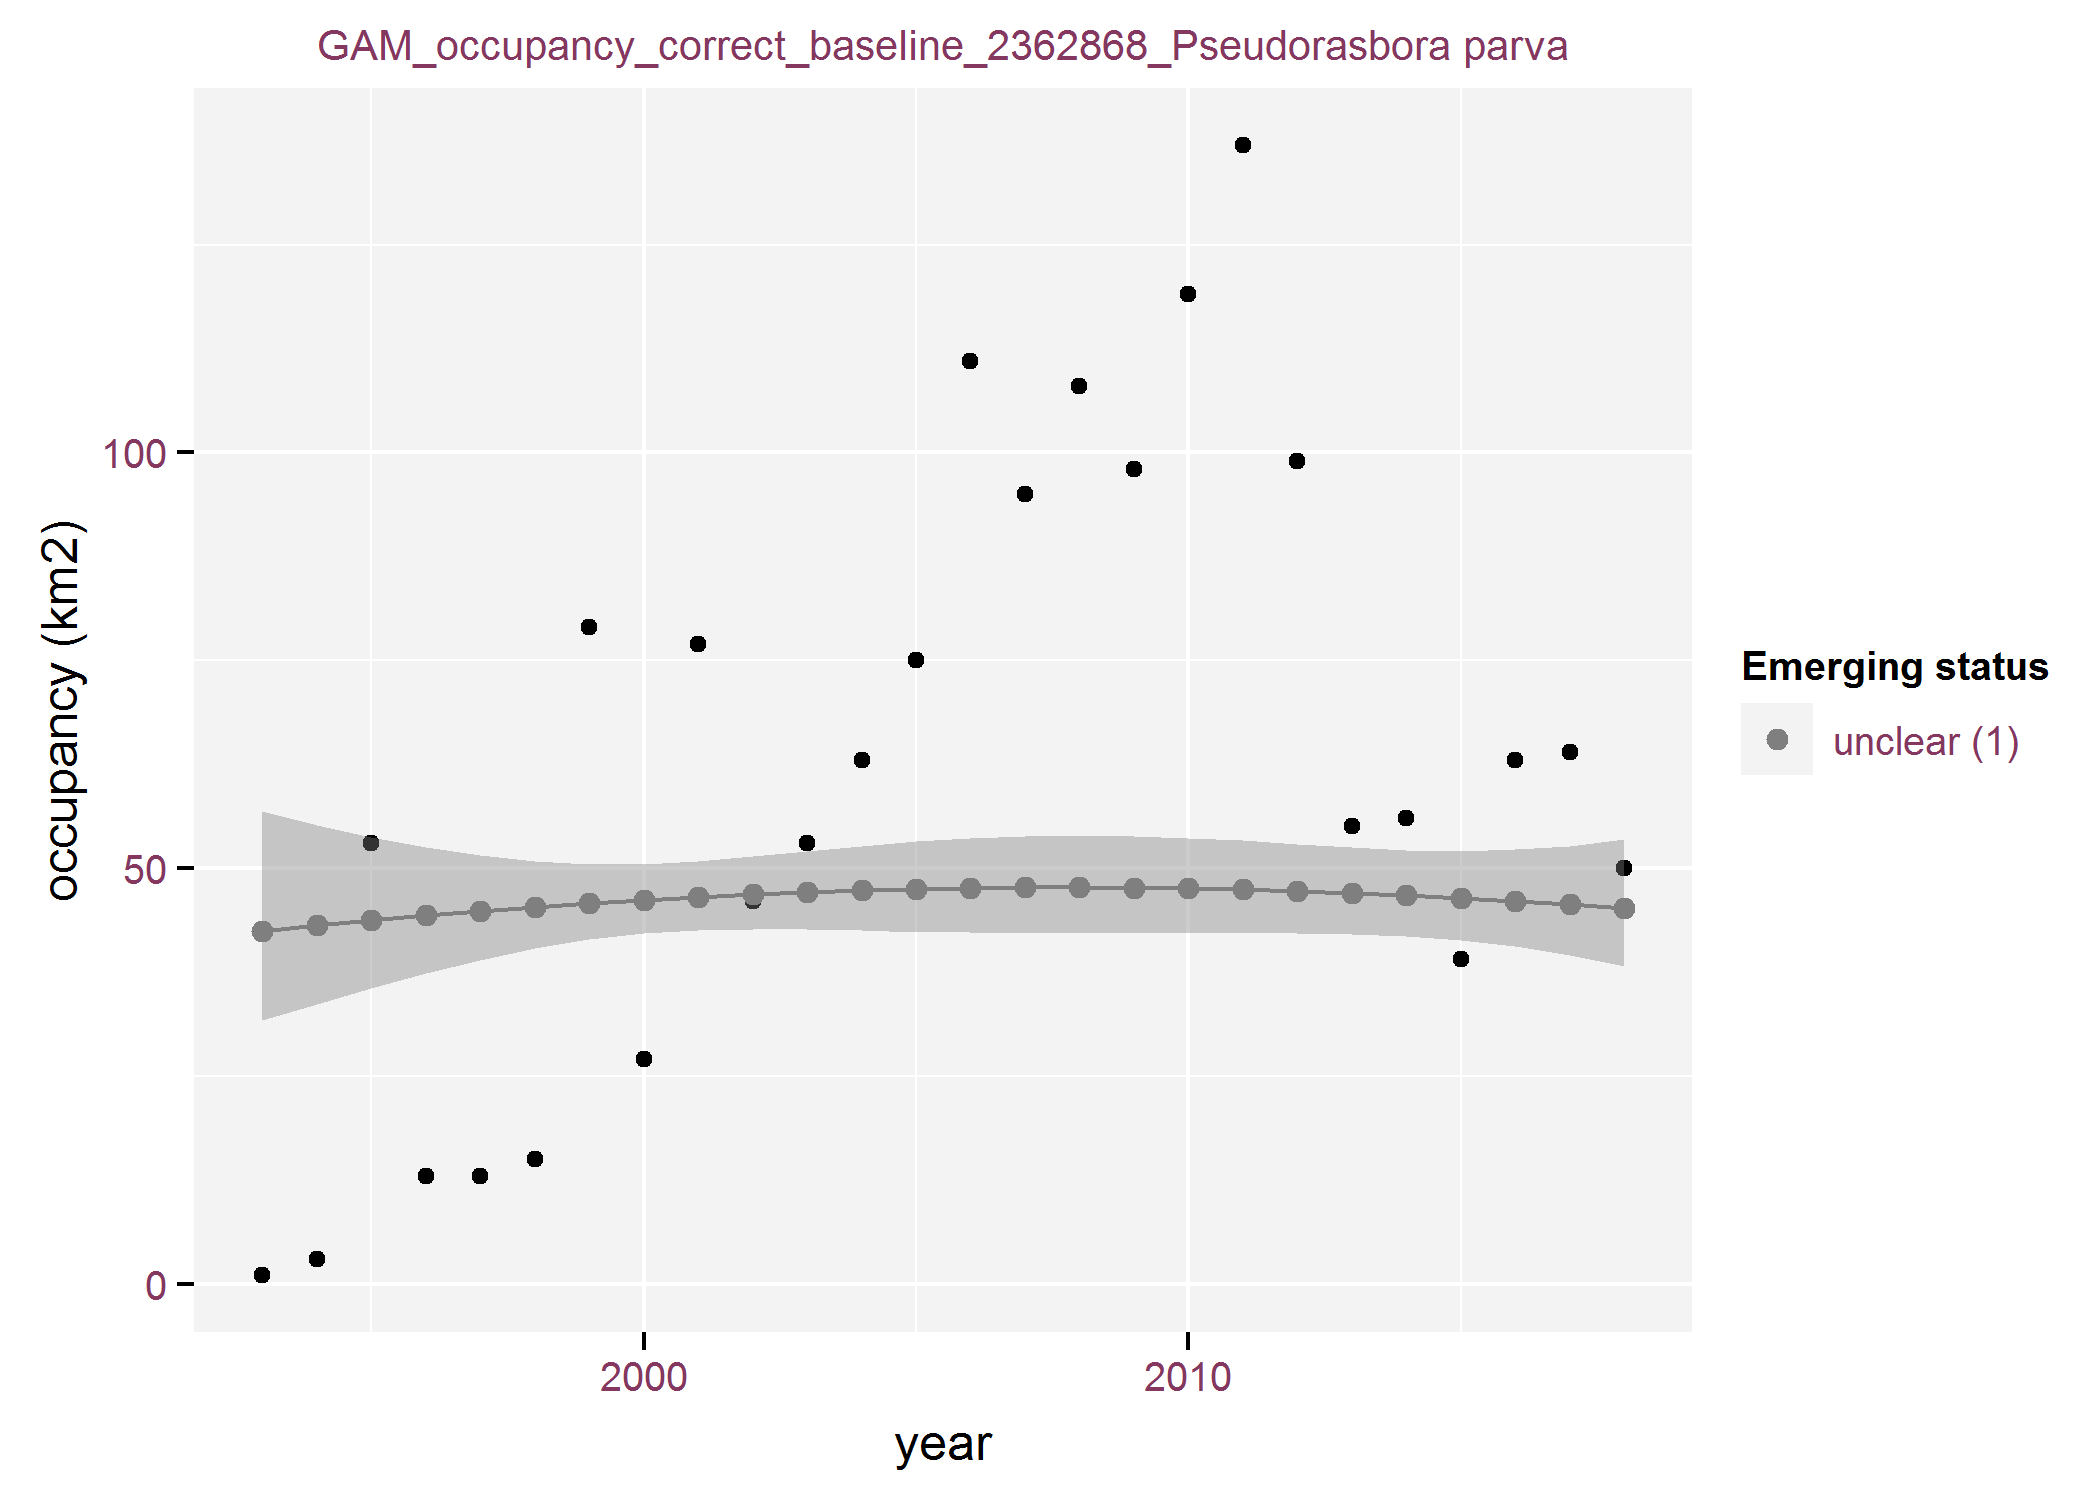 GAM_occupancy_correct_baseline_2362868_Pseudorasbora parva
occupancy (km2)
100
50
0
2000
2010
year
Emerging status
unclear (1)